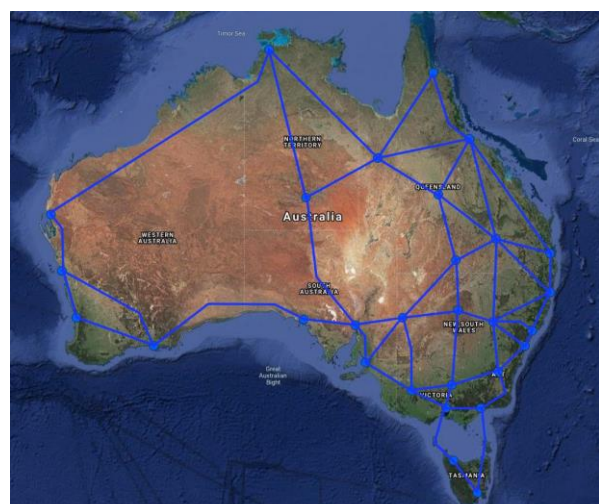 Timor Sea
NORTHERN
TERRITORY
Coral Sea
QUEENSLAND
Australia
WESTERN
AUSTRALIA
SOUTH
AUSTRALIA
NEW SOUTH
WALES
Great
Australian
Bight
VICTORIA
TASMANIA